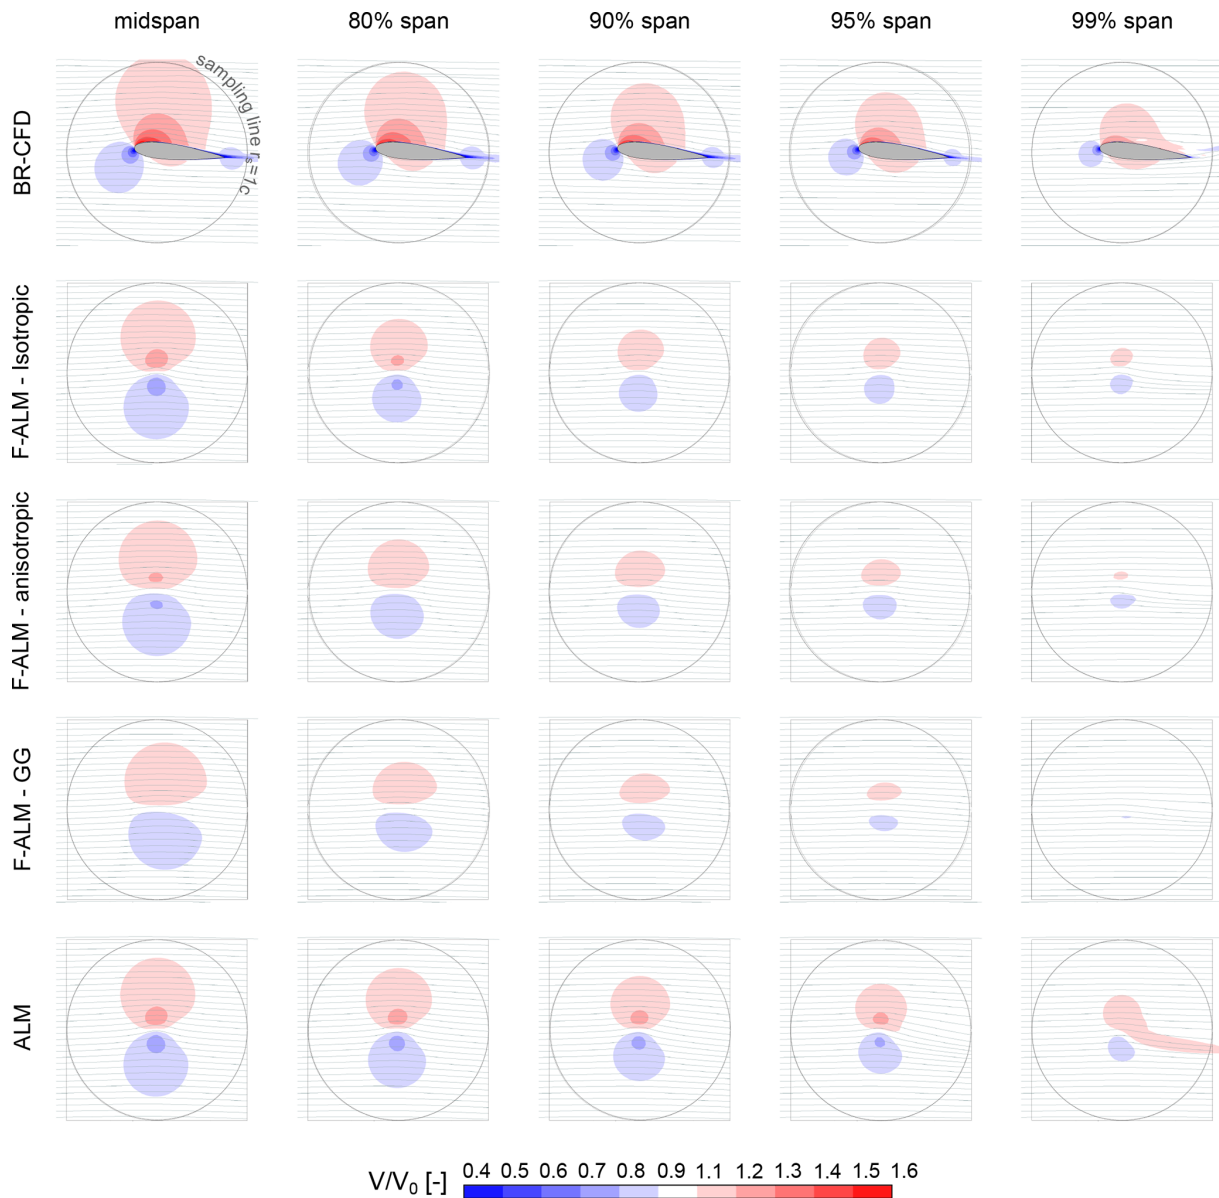 midspan 80% span 90% span 95% span 99% span
BR-CFD
sampling line rₛ=1c
F-ALM - Isotropic
F-ALM - anisotropic
F-ALM - GG
ALM
V/V₀ [-] 0.4 0.5 0.6 0.7 0.8 0.9 1.1 1.2 1.3 1.4 1.5 1.6